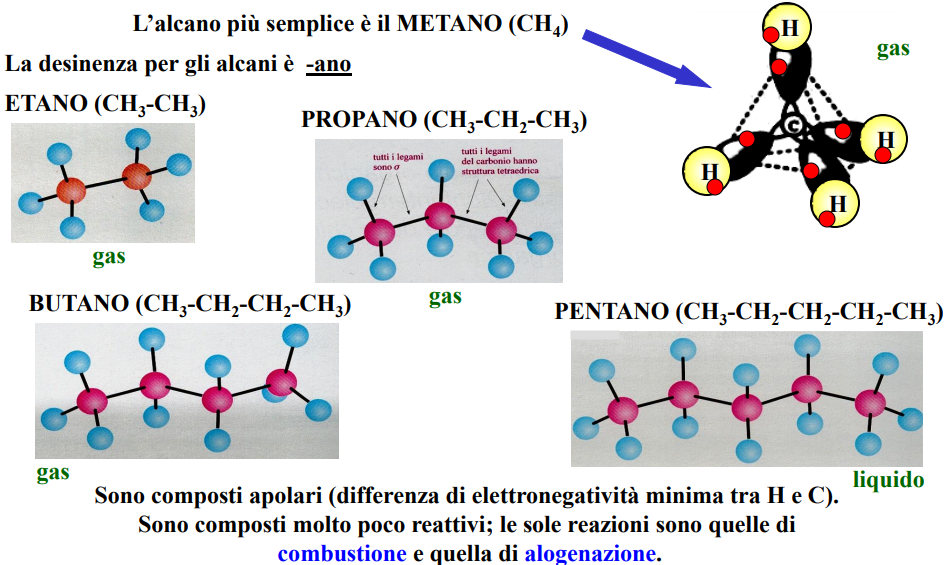 L'alcano più semplice è il METANO (CH₄)
gas
La desinenza per gli alcani è -ano
ETANO (CH₃-CH₃)
gas
PROPANO (CH₃-CH₂-CH₃)
tutti i legami
sono σ
tutti i legami
del carbonio hanno
struttura tetraedrica
gas
H
C
H
H
H
BUTANO (CH₃-CH₂-CH₂-CH₃)
gas
PENTANO (CH₃-CH₂-CH₂-CH₂-CH₃)
liquido
Sono composti apolari (differenza di elettronegatività minima tra H e C).
Sono composti molto poco reattivi; le sole reazioni sono quelle di
combustione e quella di alogenazione.